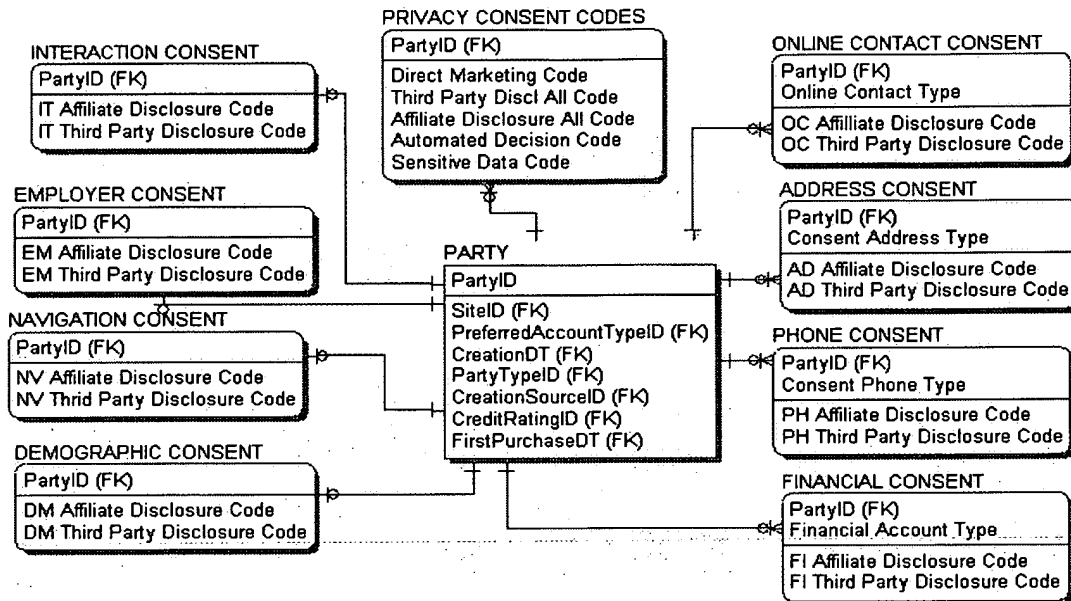 PRIVACY CONSENT CODES
PartyID (FK)
Direct Marketing Code
Third Party Discl All Code
Affiliate Disclosure All Code
Automated Decision Code
Sensitive Data Code
INTERACTION CONSENT
PartyID (FK)
IT Affiliate Disclosure Code
IT Third Party Disclosure Code
ONLINE CONTACT CONSENT
PartyID (FK)
Online Contact Type
OC Affilliate Disclosure Code
OC Third Party Disclosure Code
EMPLOYER CONSENT
PartyID (FK)
EM Affiliate Disclosure Code
EM Third Party Disclosure Code
ADDRESS CONSENT
PartyID (FK)
Consent Address Type
AD Affiliate Disclosure Code
AD Third Party Disclosure Code
PARTY
PartyID
SiteID (FK)
PreferredAccountTypeID (FK)
CreationDT (FK)
PartyTypeID (FK)
CreationSourceID (FK)
CreditRatingID (FK)
FirstPurchaseDT (FK)
NAVIGATION CONSENT
PartyID (FK)
NV Affiliate Disclosure Code
NV Third Party Disclosure Code
PHONE CONSENT
PartyID (FK)
Consent Phone Type
PH Affiliate Disclosure Code
PH Third Party Disclosure Code
DEMOGRAPHIC CONSENT
PartyID (FK)
DM Affiliate Disclosure Code
DM Third Party Disclosure Code
FINANCIAL CONSENT
PartyID (FK)
Financial Account Type
FI Affiliate Disclosure Code
FI Third Party Disclosure Code